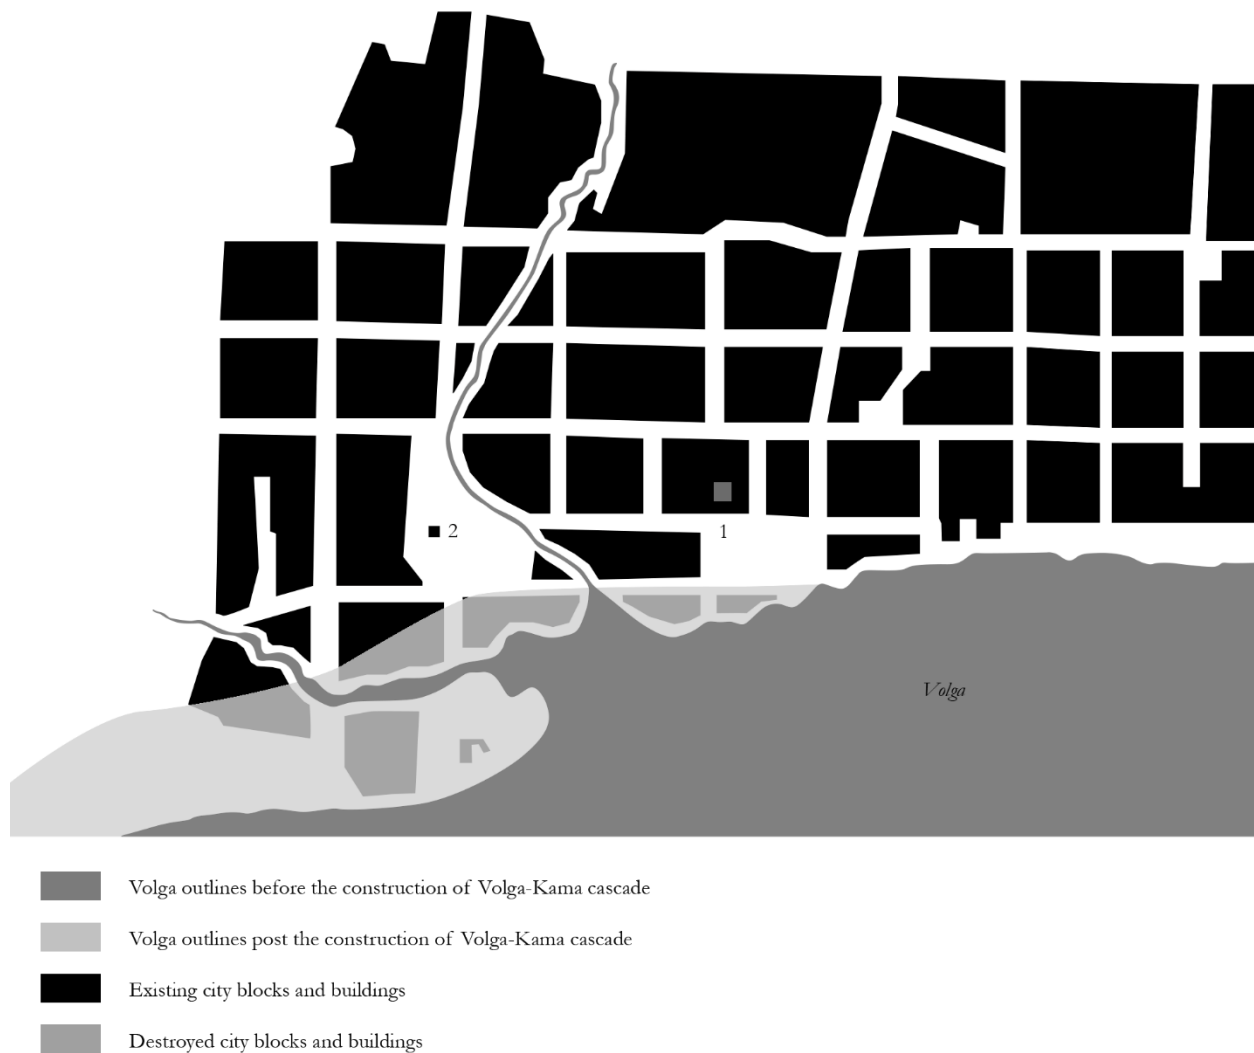 2
1
Volga
Volga outlines before the construction of Volga-Kama cascade
Volga outlines post the construction of Volga-Kama cascade
Existing city blocks and buildings
Destroyed city blocks and buildings